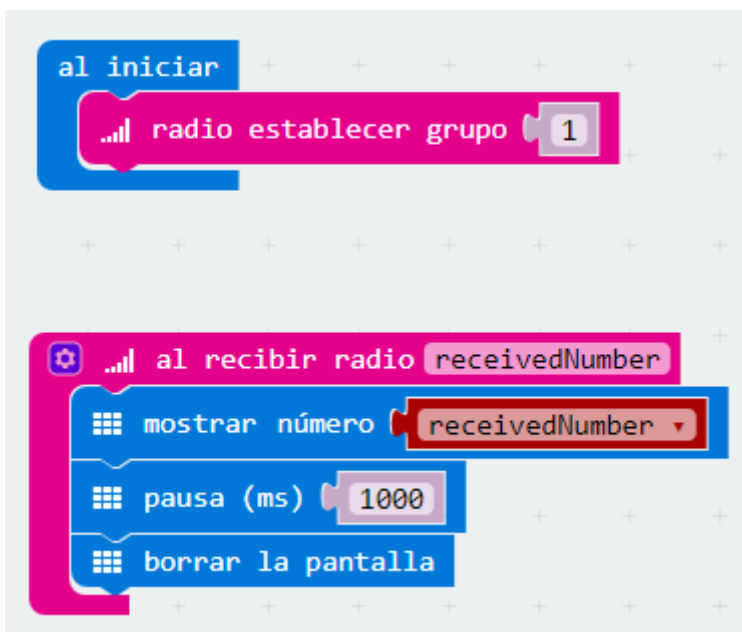 al iniciar
radio establecer grupo 1
al recibir radio receivedNumber
mostrar número receivedNumber
pausa (ms) 1000
borrar la pantalla